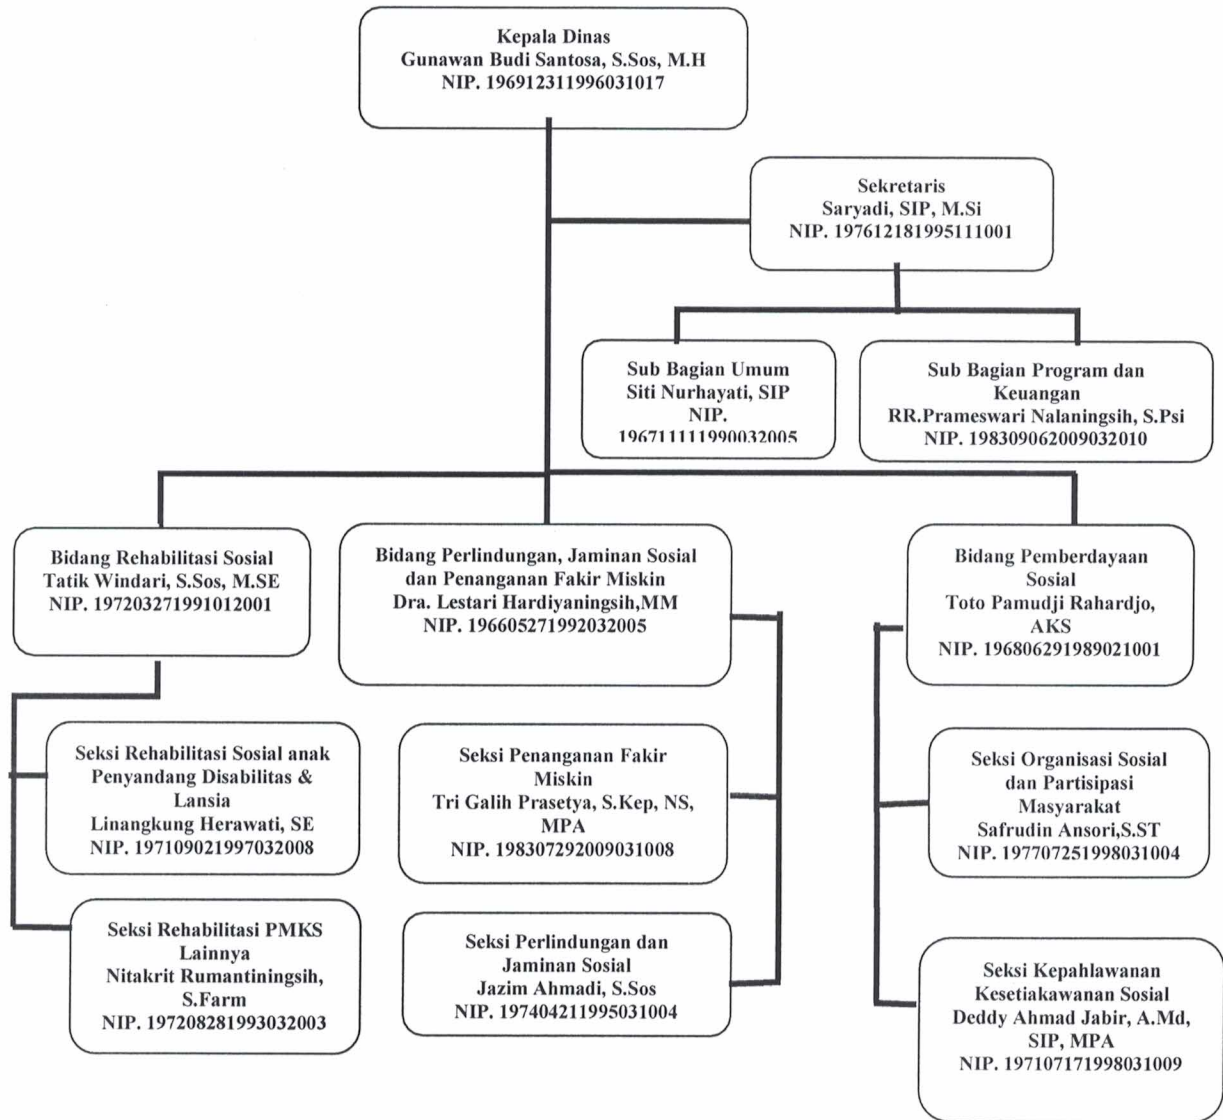 Kepala Dinas
Gunawan Budi Santosa, S.Sos, M.H
NIP. 196912311996031017
Sekretaris
Saryadi, SIP, M.Si
NIP. 197612181995111001
Sub Bagian Umum
Siti Nurhayati, SIP
NIP.
196711111990032005
Sub Bagian Program dan
Keuangan
RR.Prameswari Nalaningsih, S.Psi
NIP. 198309062009032010
Bidang Rehabilitasi Sosial
Tatik Windari, S.Sos, M.SE
NIP. 197203271991012001
Bidang Perlindungan, Jaminan Sosial
dan Penanganan Fakir Miskin
Dra. Lestari Hardiyaningsih,MM
NIP. 196605271992032005
Bidang Pemberdayaan
Sosial
Toto Pamudji Rahardjo,
AKS
NIP. 196806291989021001
Seksi Rehabilitasi Sosial anak
Penyandang Disabilitas &
Lansia
Linangkung Herawati, SE
NIP. 197109021997032008
Seksi Penanganan Fakir
Miskin
Tri Galih Prasetya, S.Kep, NS,
MPA
NIP. 198307292009031008
Seksi Organisasi Sosial
dan Partisipasi
Masyarakat
Safrudin Ansori,S.ST
NIP. 197707251998031004
Seksi Rehabilitasi PMKS
Lainnya
Nitakrit Rumantiningsih,
S.Farm
NIP. 197208281993032003
Seksi Perlindungan dan
Jaminan Sosial
Jazim Ahmadi, S.Sos
NIP. 197404211995031004
Seksi Kepahlawanan
Kesetiakawanan Sosial
Deddy Ahmad Jabir, A.Md,
SIP, MPA
NIP. 197107171998031009